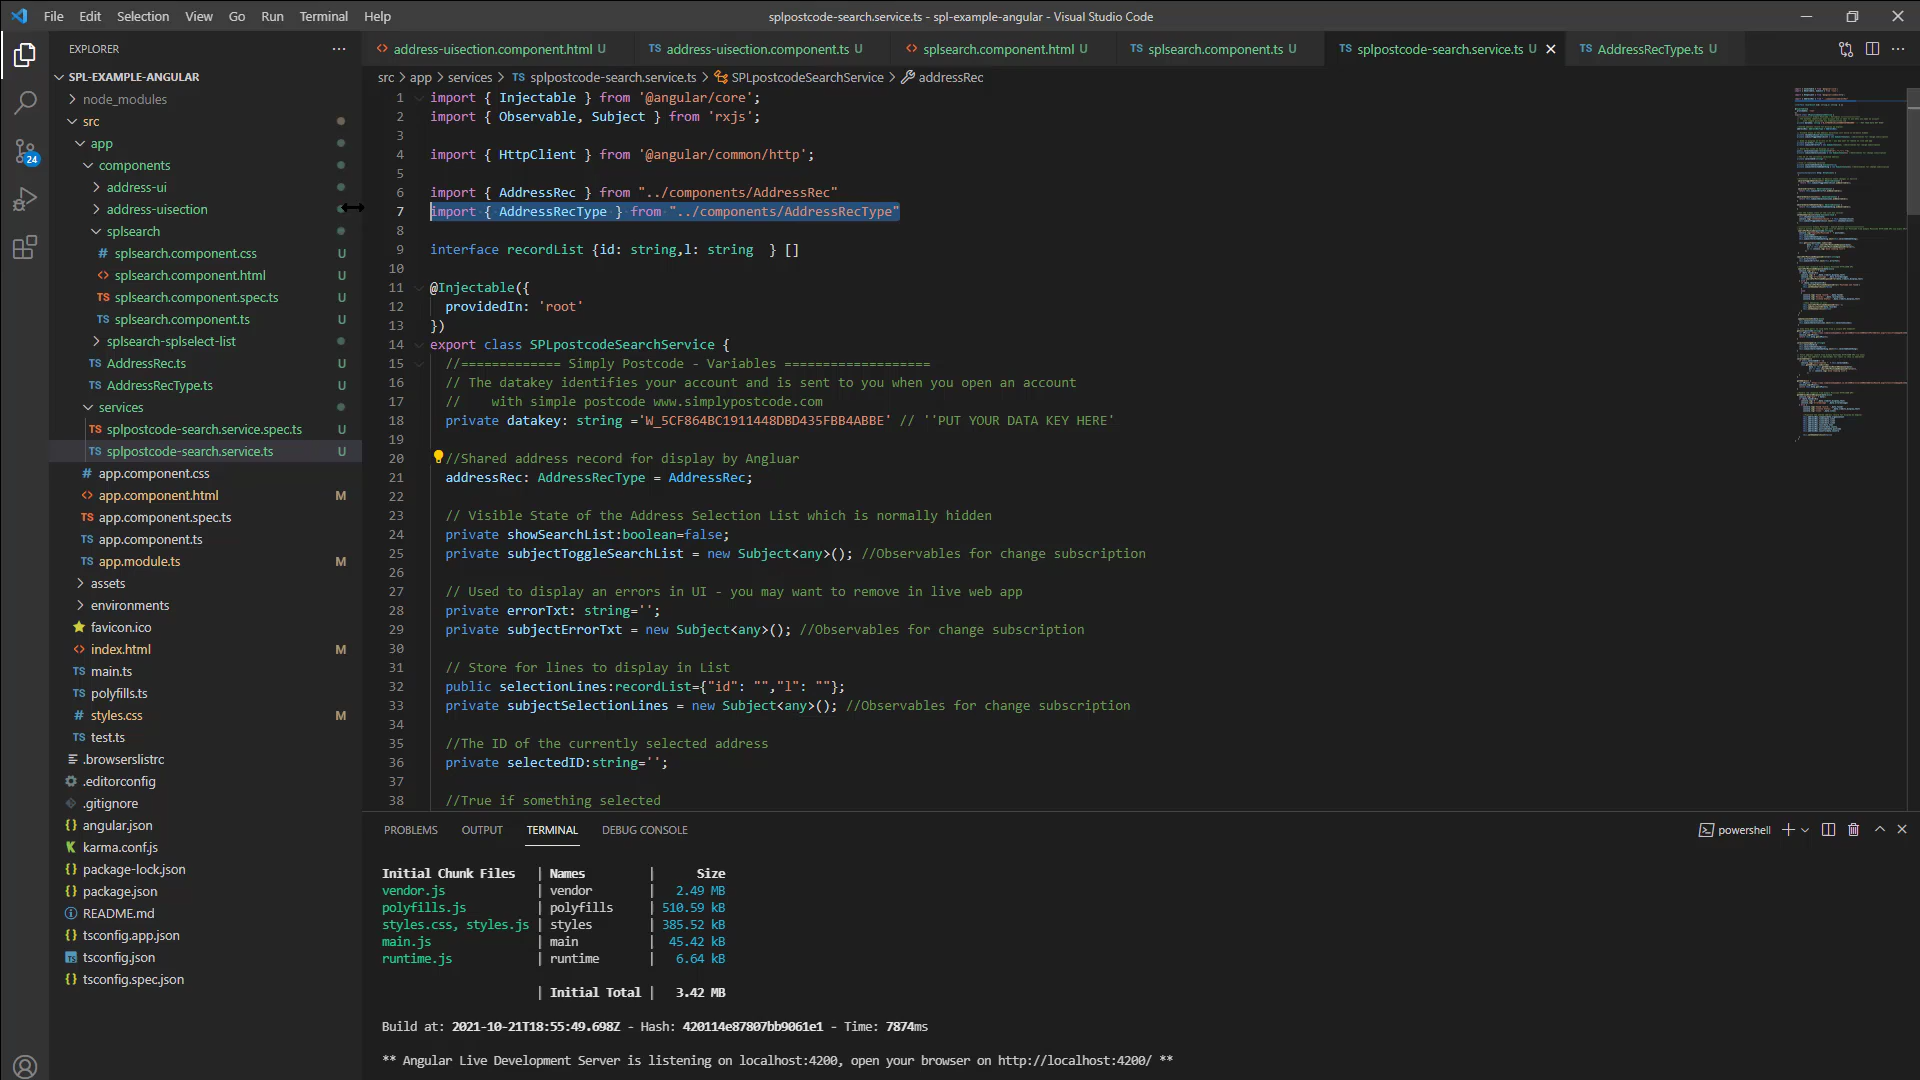 File Edit Selection View Go Run Terminal Help
splpostcode-search.service.ts - spl-example-angular - Visual Studio Code
EXPLORER
SPL-EXAMPLE-ANGULAR
node_modules
src
app
components
address-ui
address-uisection
splsearch
splsearch.component.css U
splsearch.component.html U
splsearch.component.spec.ts U
splsearch.component.ts U
splsearch-splselect-list
AddressRec.ts U
AddressRecType.ts U
services
splpostcode-search.service.spec.ts U
splpostcode-search.service.ts U
app.component.css
app.component.html M
app.component.spec.ts
app.component.ts
app.module.ts M
assets
environments
favicon.ico
index.html M
main.ts
polyfills.ts
styles.css M
test.ts
.browserslistrc
.editorconfig
.gitignore
angular.json
karma.conf.js
package-lock.json
package.json
README.md
tsconfig.app.json
tsconfig.json
tsconfig.spec.json
24
address-uisection.component.html U TS address-uisection.component.ts U splsearch.component.html U TS splsearch.component.ts U TS splpostcode-search.service.ts U TS AddressRecType.ts U
src > app > services > TS splpostcode-search.service.ts > SPLpostcodeSearchService > addressRec
1 import { Injectable } from '@angular/core';
2 import { Observable, Subject } from 'rxjs';
3
4 import { HttpClient } from '@angular/common/http';
5
6 import { AddressRec } from "../components/AddressRec"
7 import { AddressRecType } from "../components/AddressRecType"
8
9 interface recordList {id: string,l: string } []
10
11 @Injectable({
12 providedIn: 'root'
13 })
14 export class SPLpostcodeSearchService {
15 //============= Simply Postcode - Variables ===================
16 // The datakey identifies your account and is sent to you when you open an account
17 // with simple postcode www.simplypostcode.com
18 private datakey: string ='W_5CF864BC1911448DBD435FBB4ABBE' // ''PUT YOUR DATA KEY HERE'
19
20 //Shared address record for display by Angluar
21 addressRec: AddressRecType = AddressRec;
22
23 // Visible State of the Address Selection List which is normally hidden
24 private showSearchList:boolean=false;
25 private subjectToggleSearchList = new Subject<any>(); //Observables for change subscription
26
27 // Used to display an errors in UI - you may want to remove in live web app
28 private errorTxt: string='';
29 private subjectErrorTxt = new Subject<any>(); //Observables for change subscription
30
31 // Store for lines to display in List
32 public selectionLines:recordList={"id": "","l": ""};
33 private subjectSelectionLines = new Subject<any>(); //Observables for change subscription
34
35 //The ID of the currently selected address
36 private selectedID:string='';
37
38 //True if something selected
PROBLEMS OUTPUT TERMINAL DEBUG CONSOLE powershell
Initial Chunk Files | Names | Size
vendor.js | vendor | 2.49 MB
polyfills.js | polyfills | 510.59 kB
styles.css, styles.js | styles | 385.52 kB
main.js | main | 45.42 kB
runtime.js | runtime | 6.64 kB
| Initial Total | 3.42 MB
Build at: 2021-10-21T18:55:49.698Z - Hash: 420114e87807bb9061e1 - Time: 7874ms
** Angular Live Development Server is listening on localhost:4200, open your browser on http://localhost:4200/ **